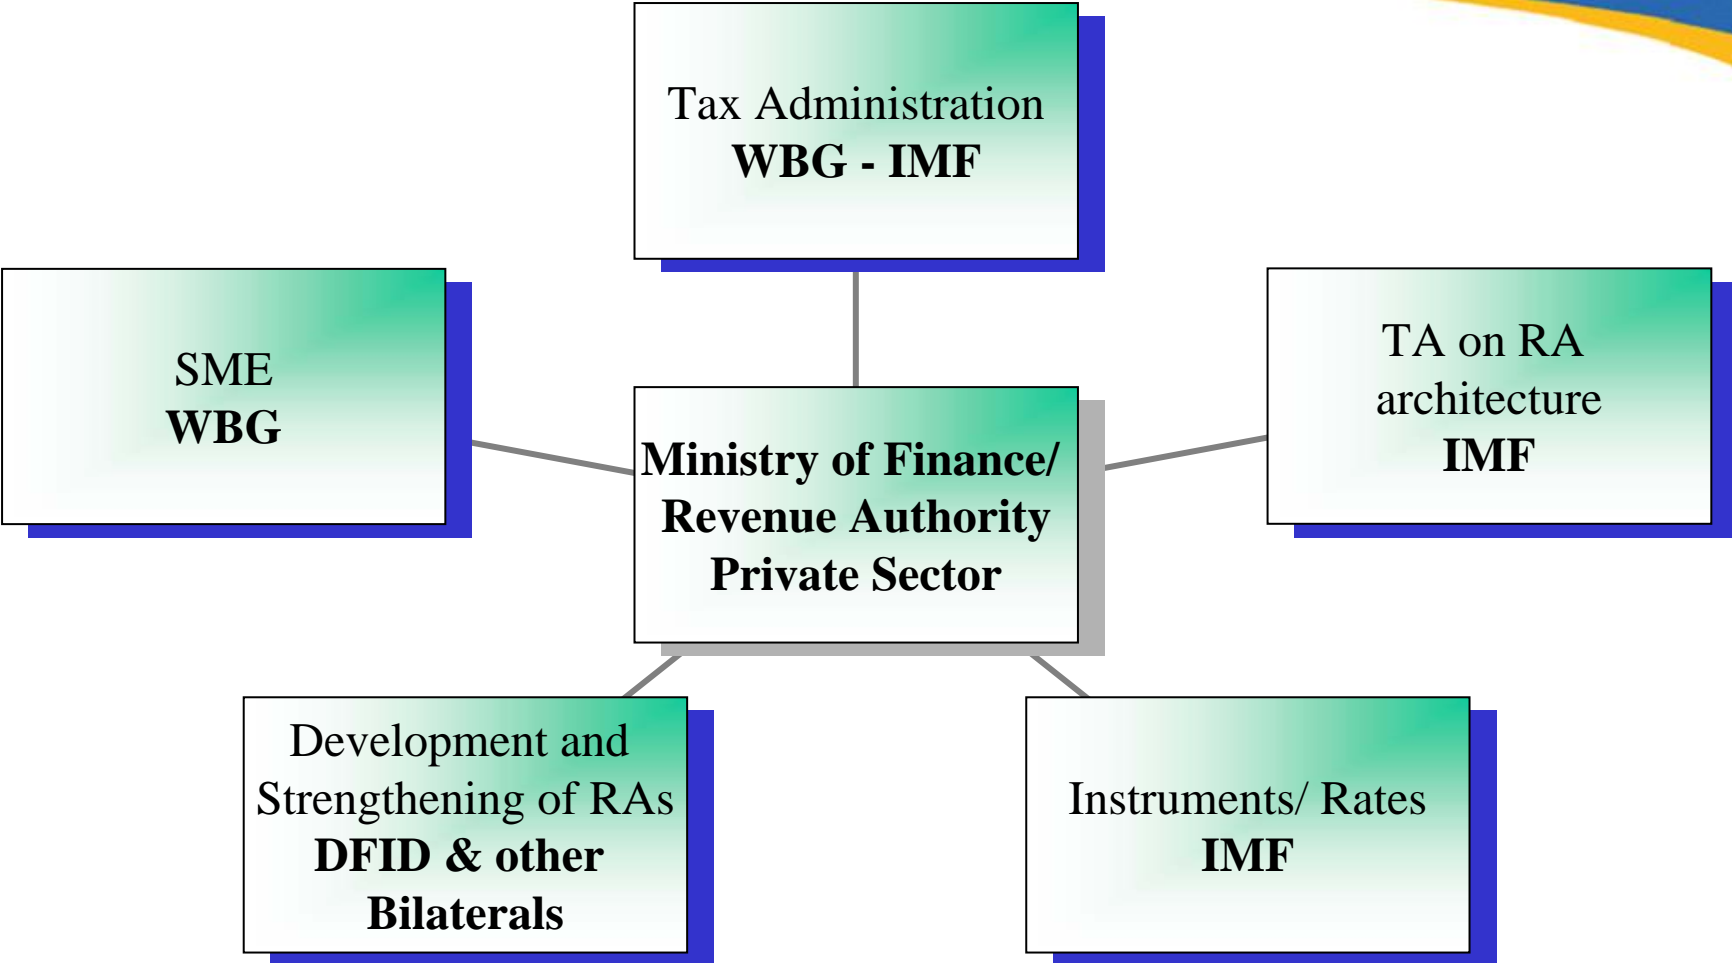 Tax Administration
WBG - IMF
SME
WBG
TA on RA
architecture
IMF
Ministry of Finance/
Revenue Authority
Private Sector
Development and
Strengthening of RAs
DFID & other
Bilaterals
Instruments/ Rates
IMF